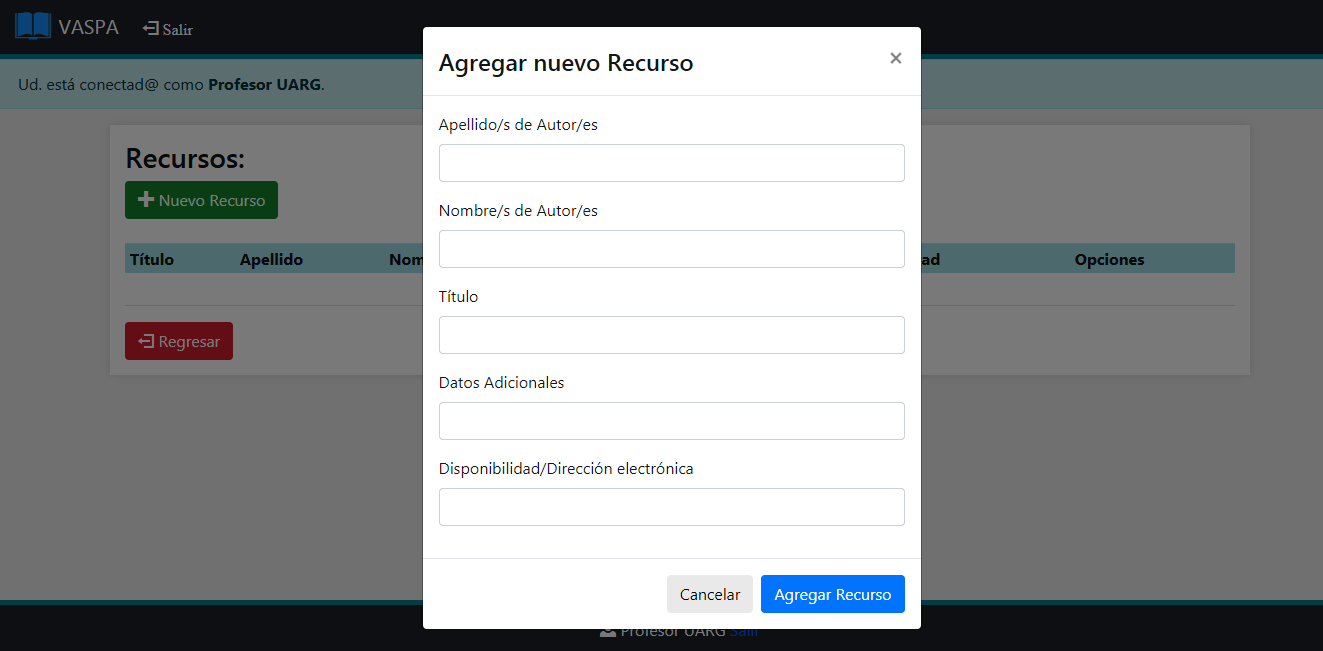 VASPA Salir
Ud. está conectad@ como Profesor UARG.
Recursos:
Nuevo Recurso
Título Apellido Nom ad Opciones
Regresar
Agregar nuevo Recurso ×
Apellido/s de Autor/es
Nombre/s de Autor/es
Título
Datos Adicionales
Disponibilidad/Dirección electrónica
Cancelar Agregar Recurso
Profesor UARG Salir